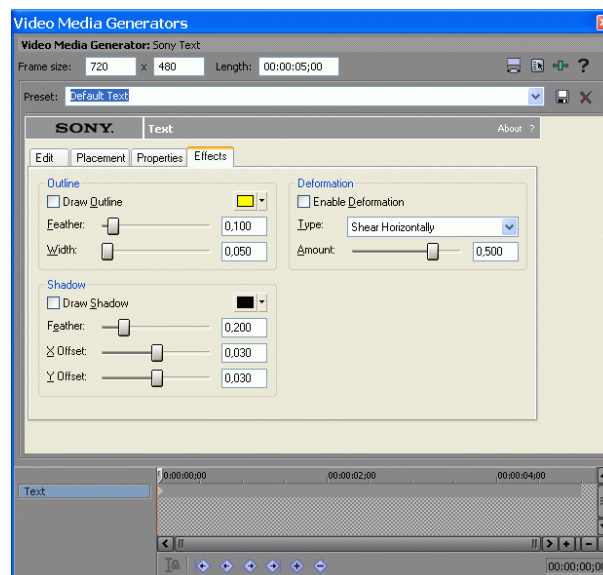 Video Media Generators
Video Media Generator: Sony Text
Frame size: 720 x 480 Length: 00:00:05;00 ?
Preset: Default Text
SONY. Text About ?
Edit Placement Properties Effects
Outline
Draw Outline
Feather: 0,100
Width: 0,050
Deformation
Enable Deformation
Type: Shear Horizontally
Amount: 0,500
Shadow
Draw Shadow
Feather: 0,200
X Offset: 0,030
Y Offset: 0,030
0:00:00;00 00:00:02;00 00:00:04;00
Text
00:00:00;0